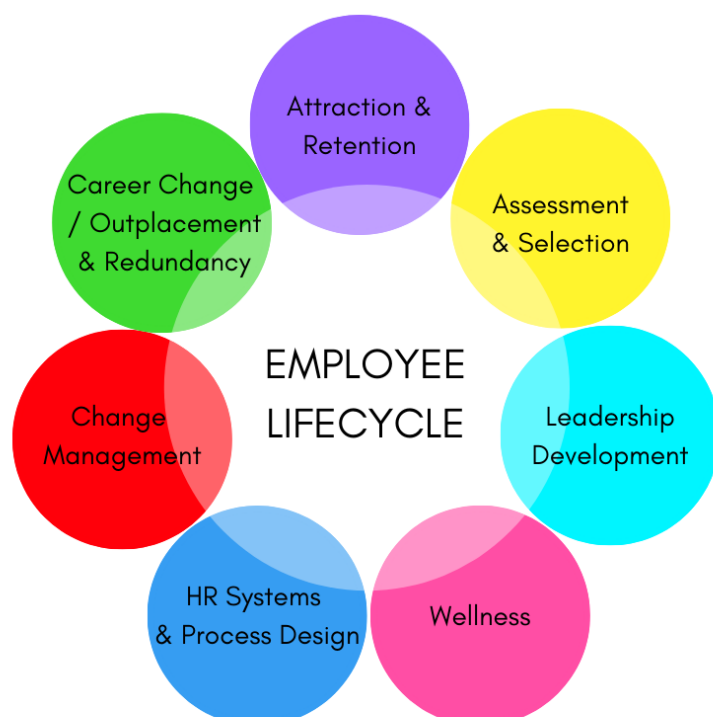 Attraction &
Retention
Assessment
& Selection
Leadership
Development
Wellness
HR Systems
& Process Design
Change
Management
Career Change
/ Outplacement
& Redundancy
EMPLOYEE
LIFECYCLE